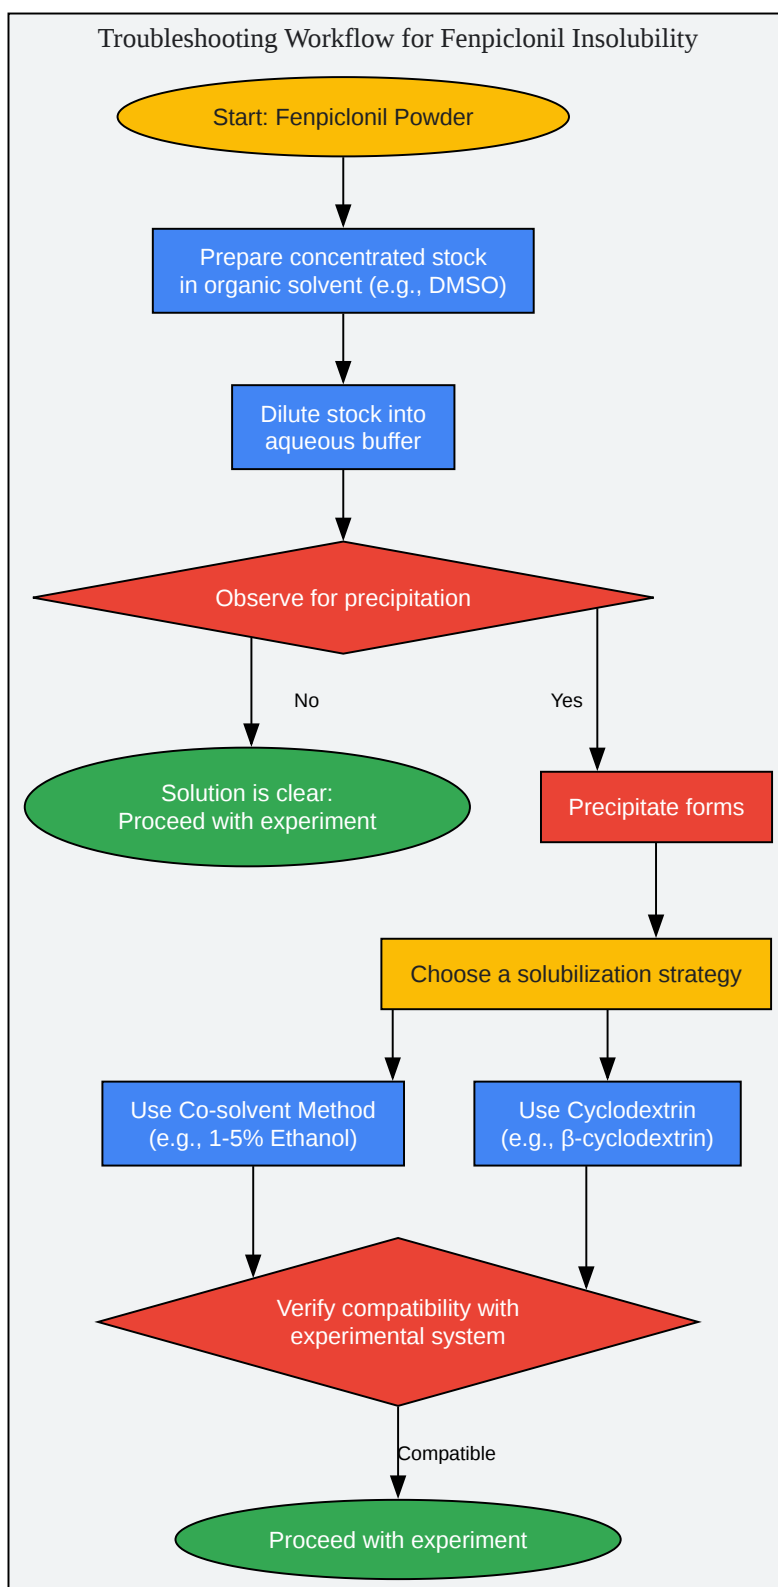 Troubleshooting Workflow for Fenpiclonil Insolubility
Start: Fenpiclonil Powder
Prepare concentrated stock
in organic solvent (e.g., DMSO)
Dilute stock into
aqueous buffer
Observe for precipitation
No
Yes
Solution is clear:
Proceed with experiment
Precipitate forms
Choose a solubilization strategy
Use Co-solvent Method
(e.g., 1-5% Ethanol)
Use Cyclodextrin
(e.g., β-cyclodextrin)
Verify compatibility with
experimental system
Compatible
Proceed with experiment